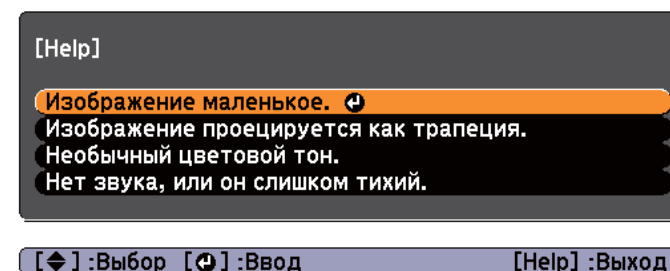 [Help]
Изображение маленькое.
Изображение проецируется как трапеция.
Необычный цветовой тон.
Нет звука, или он слишком тихий.
[◆] :Выбор [⏎] :Ввод [Help] :Выход